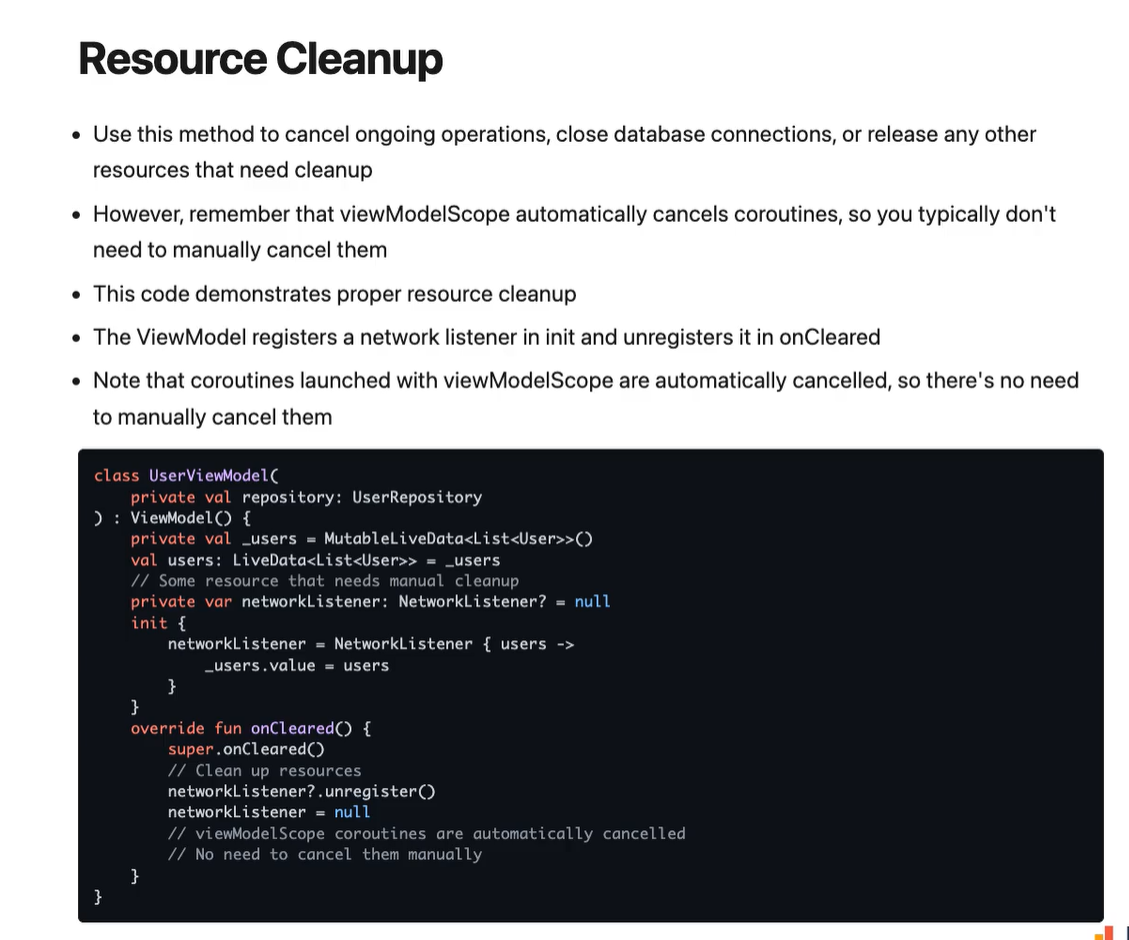 Resource Cleanup
• Use this method to cancel ongoing operations, close database connections, or release any other
resources that need cleanup
• However, remember that viewModelScope automatically cancels coroutines, so you typically don't
need to manually cancel them
• This code demonstrates proper resource cleanup
• The ViewModel registers a network listener in init and unregisters it in onCleared
• Note that coroutines launched with viewModelScope are automatically cancelled, so there's no need
to manually cancel them
class UserViewModel(
    private val repository: UserRepository
) : ViewModel() {
    private val _users = MutableLiveData<List<User>>()
    val users: LiveData<List<User>> = _users
    // Some resource that needs manual cleanup
    private var networkListener: NetworkListener? = null
    init {
        networkListener = NetworkListener { users ->
            _users.value = users
        }
    }
    override fun onCleared() {
        super.onCleared()
        // Clean up resources
        networkListener?.unregister()
        networkListener = null
        // viewModelScope coroutines are automatically cancelled
        // No need to cancel them manually
    }
}